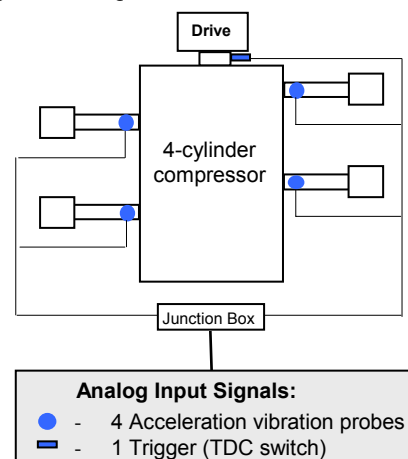 Drive
4-cylinder
compressor
Junction Box
Analog Input Signals:
- 4 Acceleration vibration probes
- 1 Trigger (TDC switch)